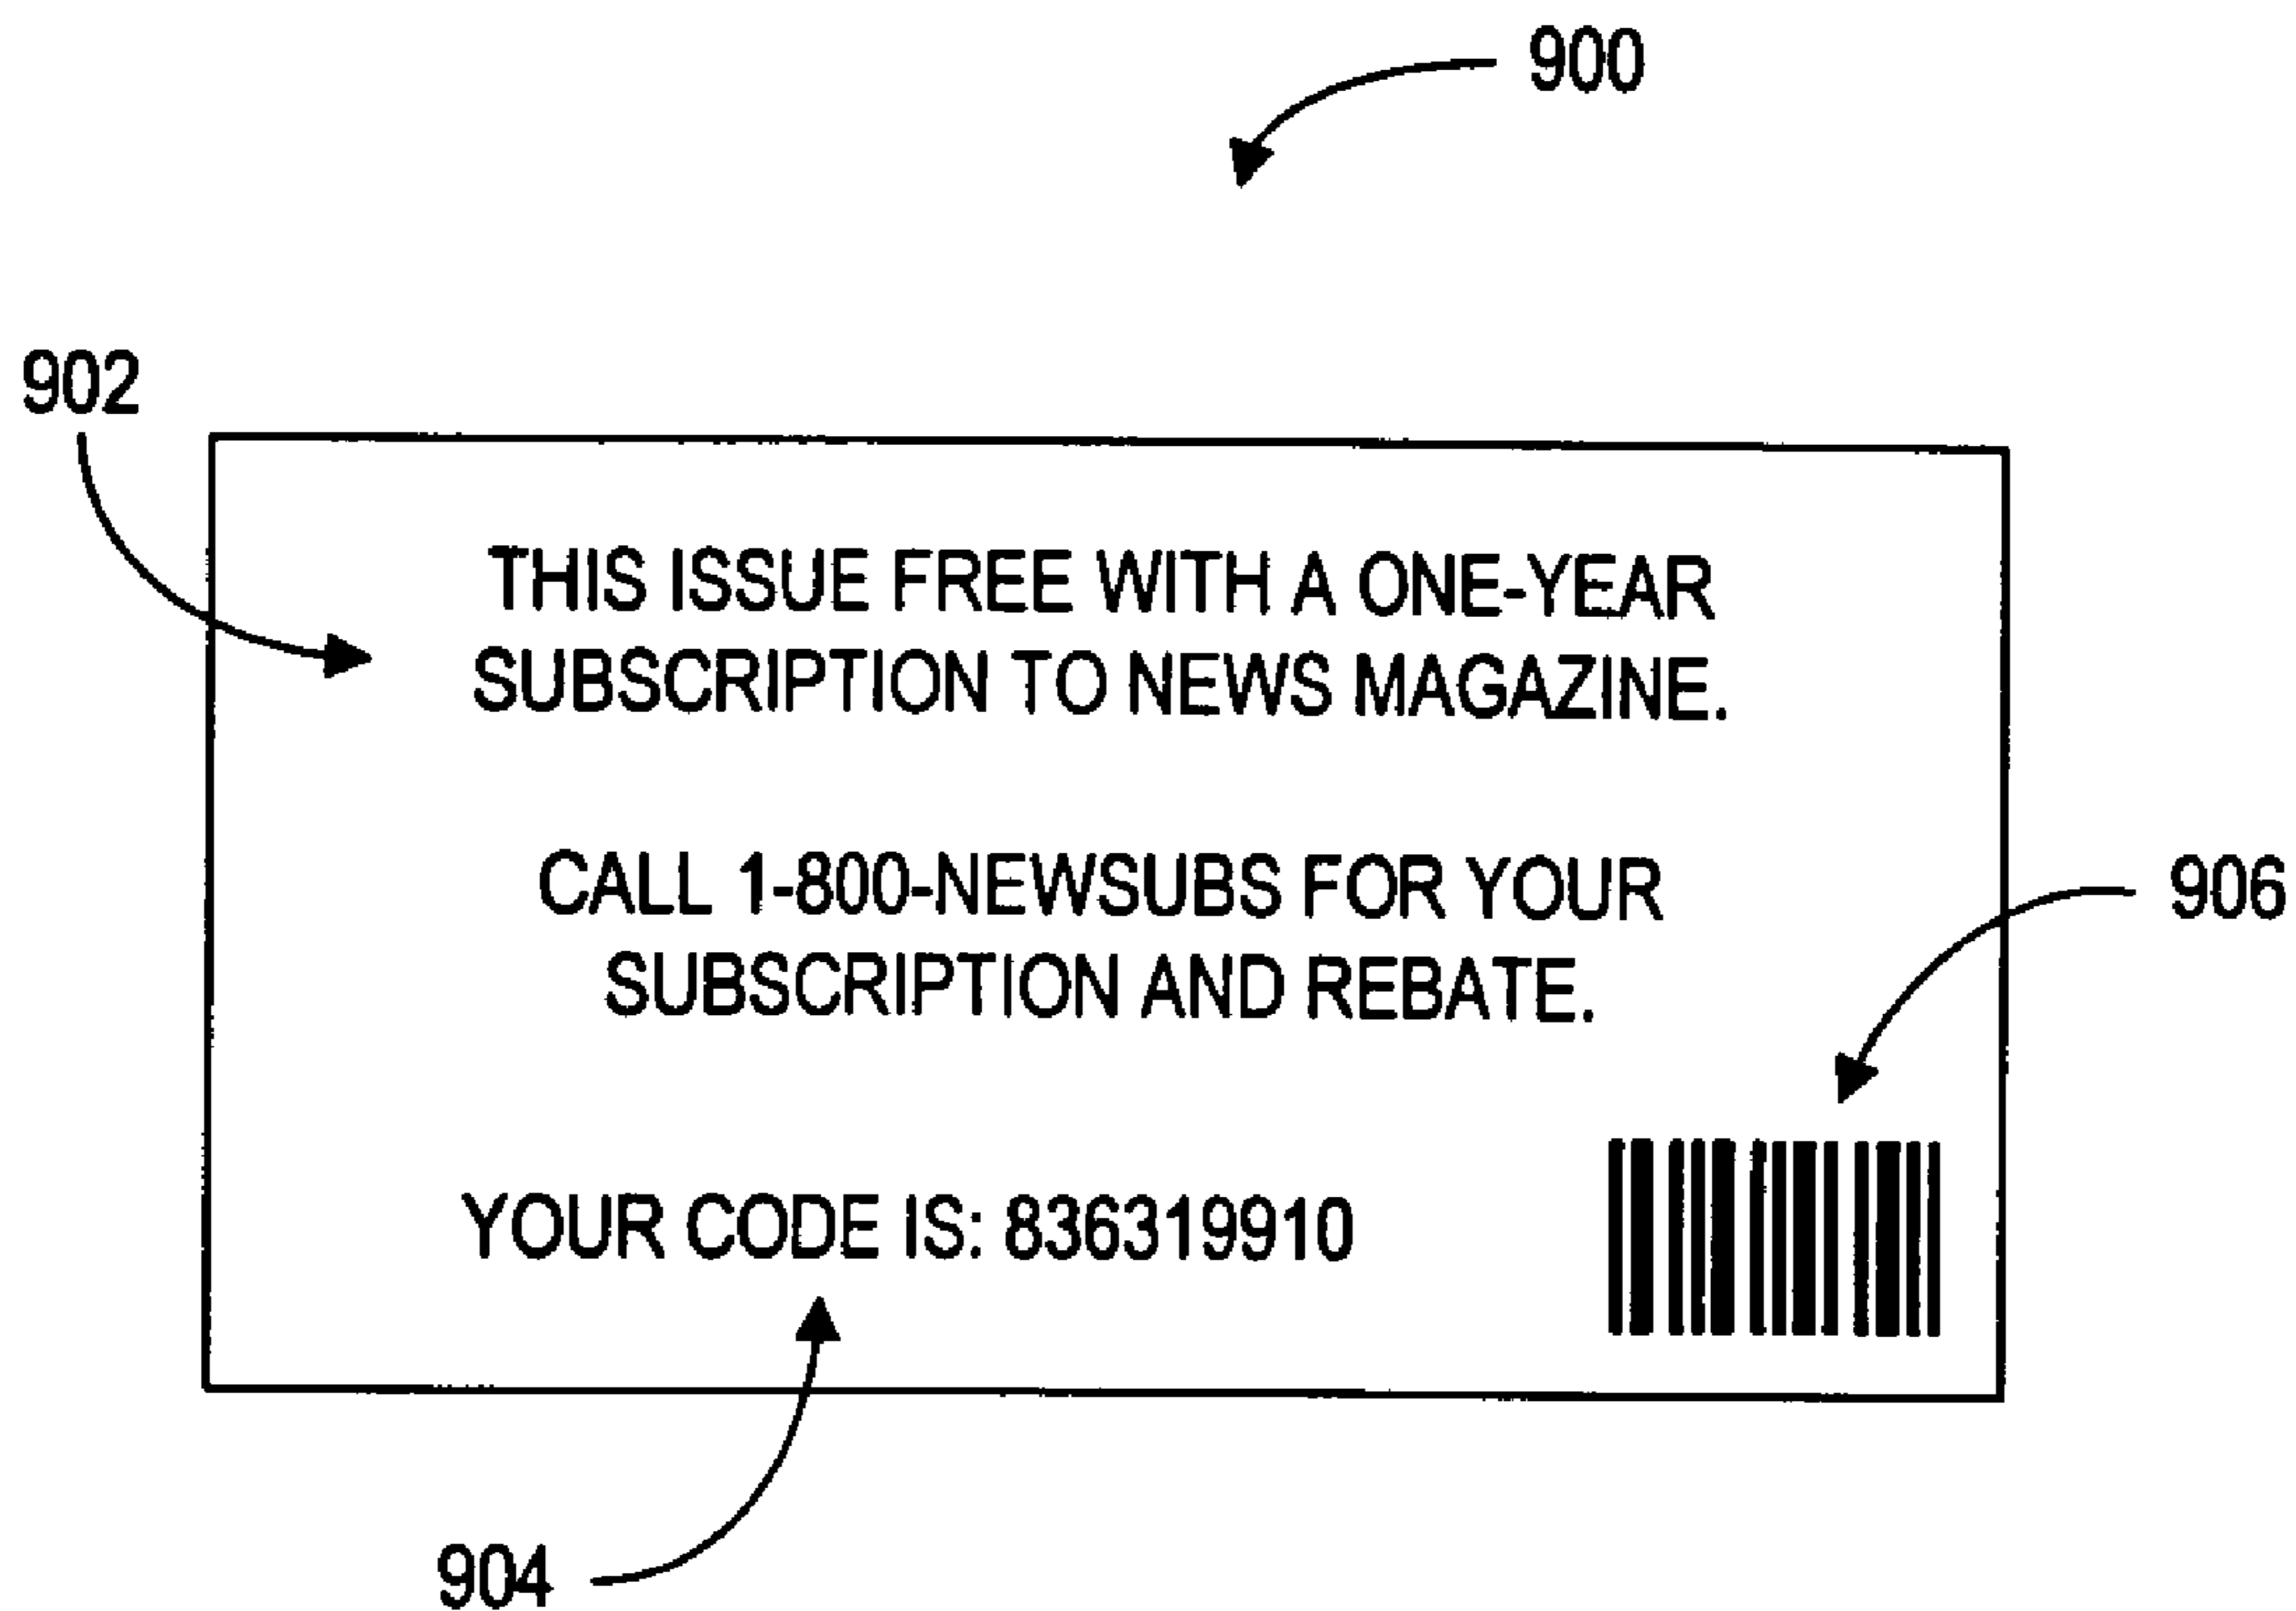 900
902
THIS ISSUE FREE WITH A ONE-YEAR
SUBSCRIPTION TO NEWS MAGAZINE.
CALL 1-800-NEWSUBS FOR YOUR
SUBSCRIPTION AND REBATE.
906
YOUR CODE IS: 836319910
904